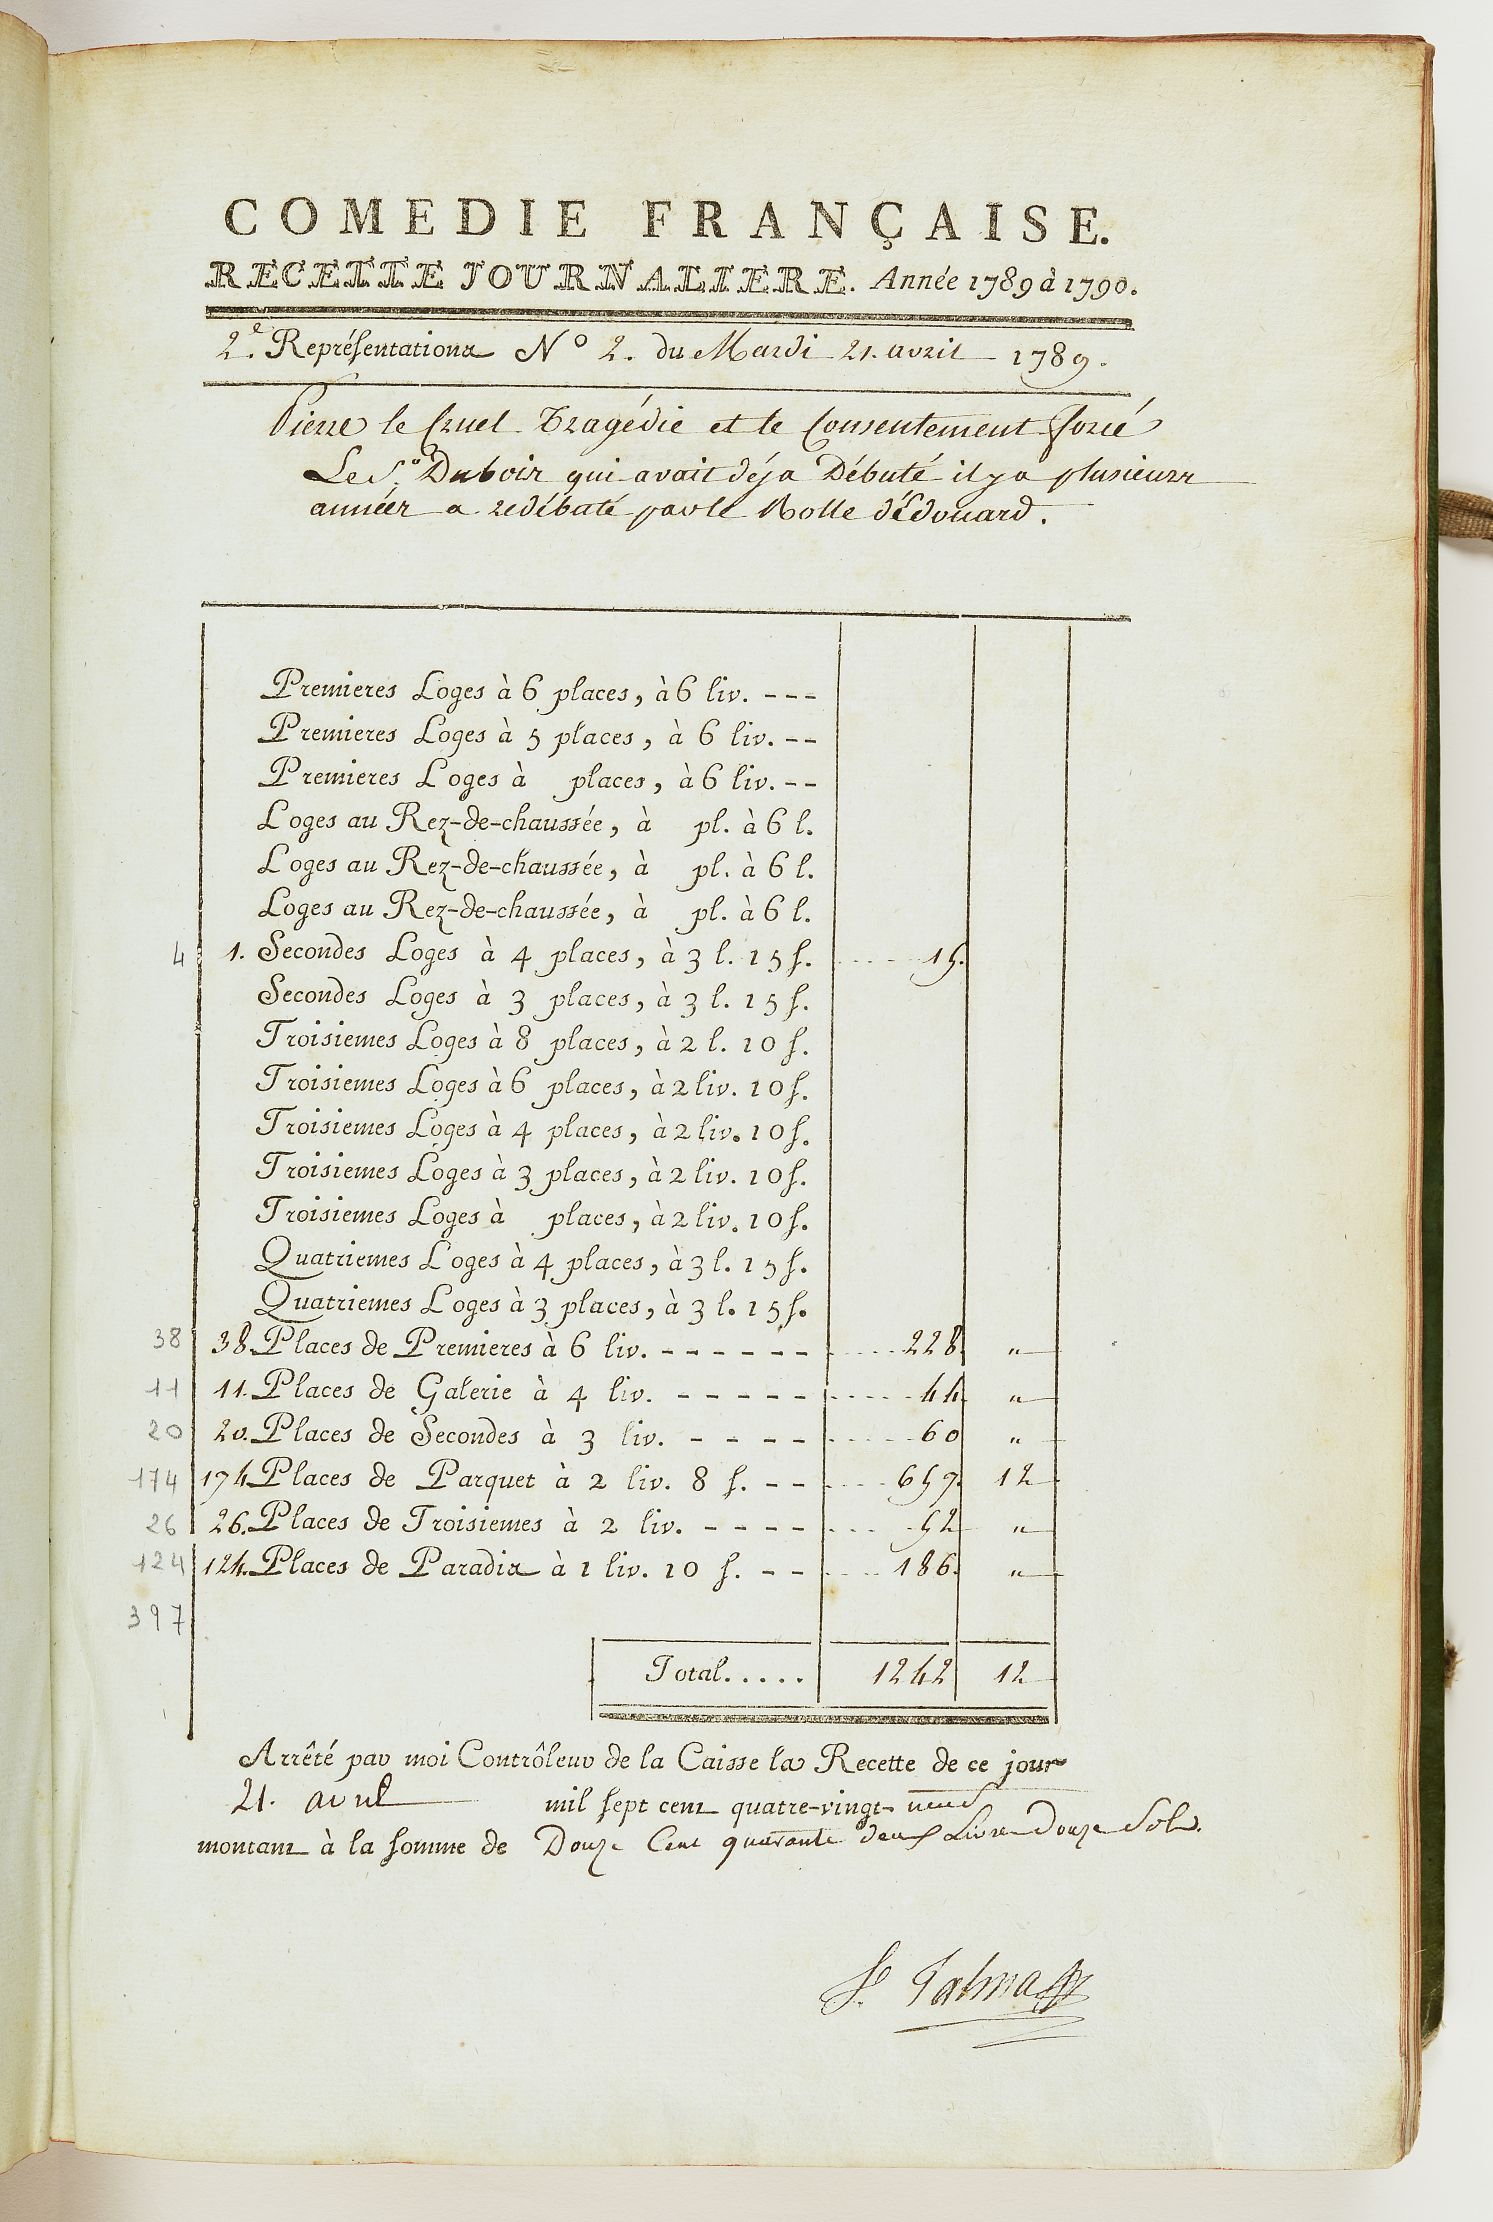 COMEDIE FRANÇAISE.
RECETTE JOURNALIERE. Année 1789 à 1790.
2.e Représentation N° 2. du Mardi 21. avril 1789.
Pierre le Cruel Tragédie et le Consentement forcé
Le S.r Dubois qui avait déja Débuté il y a plusieurs
années a redébuté par le Rolle d'Édouard.
Premieres Loges à 6 places, à 6 liv. ---
Premieres Loges à 5 places, à 6 liv. --
Premieres Loges à places, à 6 liv. --
Loges au Rez-de-chaussée, à pl. à 6 l.
Loges au Rez-de-chaussée, à pl. à 6 l.
Loges au Rez-de-chaussée, à pl. à 6 l.
4 1. Secondes Loges à 4 places, à 3 l. 15 s. 15.
Secondes Loges à 3 places, à 3 l. 15 s.
Troisiemes Loges à 8 places, à 2 l. 10 s.
Troisiemes Loges à 6 places, à 2 liv. 10 s.
Troisiemes Loges à 4 places, à 2 liv. 10 s.
Troisiemes Loges à 3 places, à 2 liv. 10 s.
Troisiemes Loges à places, à 2 liv. 10 s.
Quatriemes Loges à 4 places, à 3 l. 15 s.
Quatriemes Loges à 3 places, à 3 l. 15 s.
38 38. Places de Premieres à 6 liv. ------ 228. "
11 11. Places de Galerie à 4 liv. ----- 44. "
20 20. Places de Secondes à 3 liv. ---- 60 "
174 174 Places de Parquet à 2 liv. 8 s. -- 657. 12
26 26. Places de Troisiemes à 2 liv. ---- 52 "
124 124. Places de Paradis à 1 liv. 10 s. -- 186. "
397
Total..... 1242 12
Arrêté par moi Contrôleur de la Caisse la Recette de ce jour
21. avril mil sept cent quatre-vingt- neuf
montant à la somme de Douze Cent quarante deux Livres Douze Sols.
St. Talma